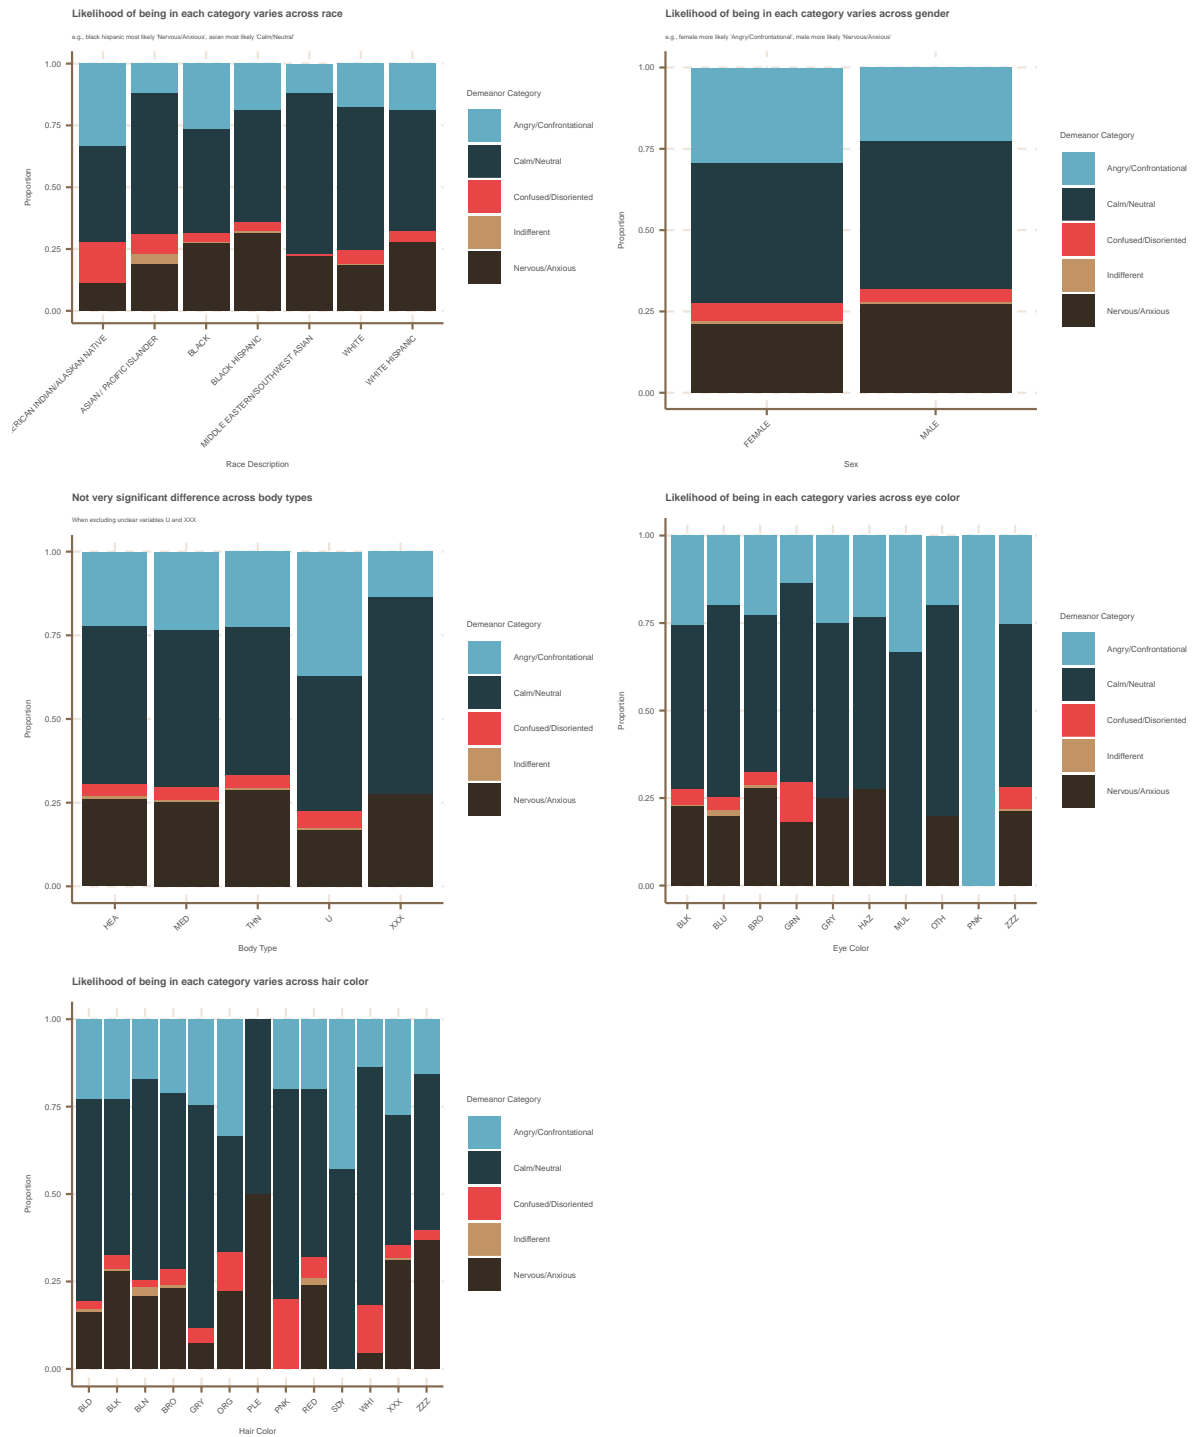 Likelihood of being in each category varies across race
e.g., black hispanic most likely 'Nervous/Anxious', asian most likely 'Calm/Neutral'
1.00
0.75
0.50
0.25
0.00
Proportion
ERICAN INDIAN/ALASKAN NATIVE
ASIAN / PACIFIC ISLANDER
BLACK
BLACK HISPANIC
MIDDLE EASTERN/SOUTHWEST ASIAN
WHITE
WHITE HISPANIC
Race Description
Demeanor Category
Angry/Confrontational
Calm/Neutral
Confused/Disoriented
Indifferent
Nervous/Anxious
Likelihood of being in each category varies across gender
e.g., female more likely 'Angry/Confrontational', male more likely 'Nervous/Anxious'
1.00
0.75
0.50
0.25
0.00
Proportion
FEMALE
MALE
Sex
Demeanor Category
Angry/Confrontational
Calm/Neutral
Confused/Disoriented
Indifferent
Nervous/Anxious
Not very significant difference across body types
When excluding unclear variables U and XXX
1.00
0.75
0.50
0.25
0.00
Proportion
HEA
MED
THN
U
XXX
Body Type
Demeanor Category
Angry/Confrontational
Calm/Neutral
Confused/Disoriented
Indifferent
Nervous/Anxious
Likelihood of being in each category varies across eye color
1.00
0.75
0.50
0.25
0.00
Proportion
BLK
BLU
BRO
GRN
GRY
HAZ
MUL
OTH
PNK
ZZZ
Eye Color
Demeanor Category
Angry/Confrontational
Calm/Neutral
Confused/Disoriented
Indifferent
Nervous/Anxious
Likelihood of being in each category varies across hair color
1.00
0.75
0.50
0.25
0.00
Proportion
BLD
BLK
BLN
BRO
GRY
ORG
PLE
PNK
RED
SDY
WHI
XXX
ZZZ
Hair Color
Demeanor Category
Angry/Confrontational
Calm/Neutral
Confused/Disoriented
Indifferent
Nervous/Anxious